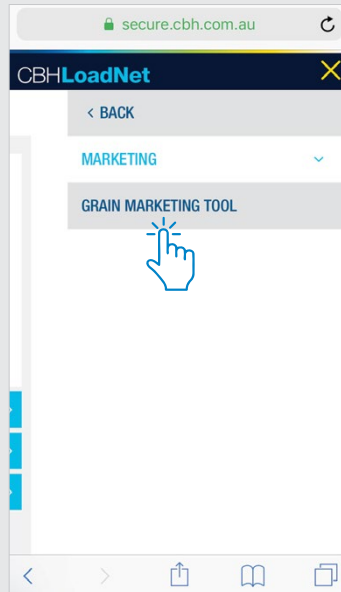 secure.cbh.com.au
CBHLoadNet
< BACK
MARKETING
GRAIN MARKETING TOOL